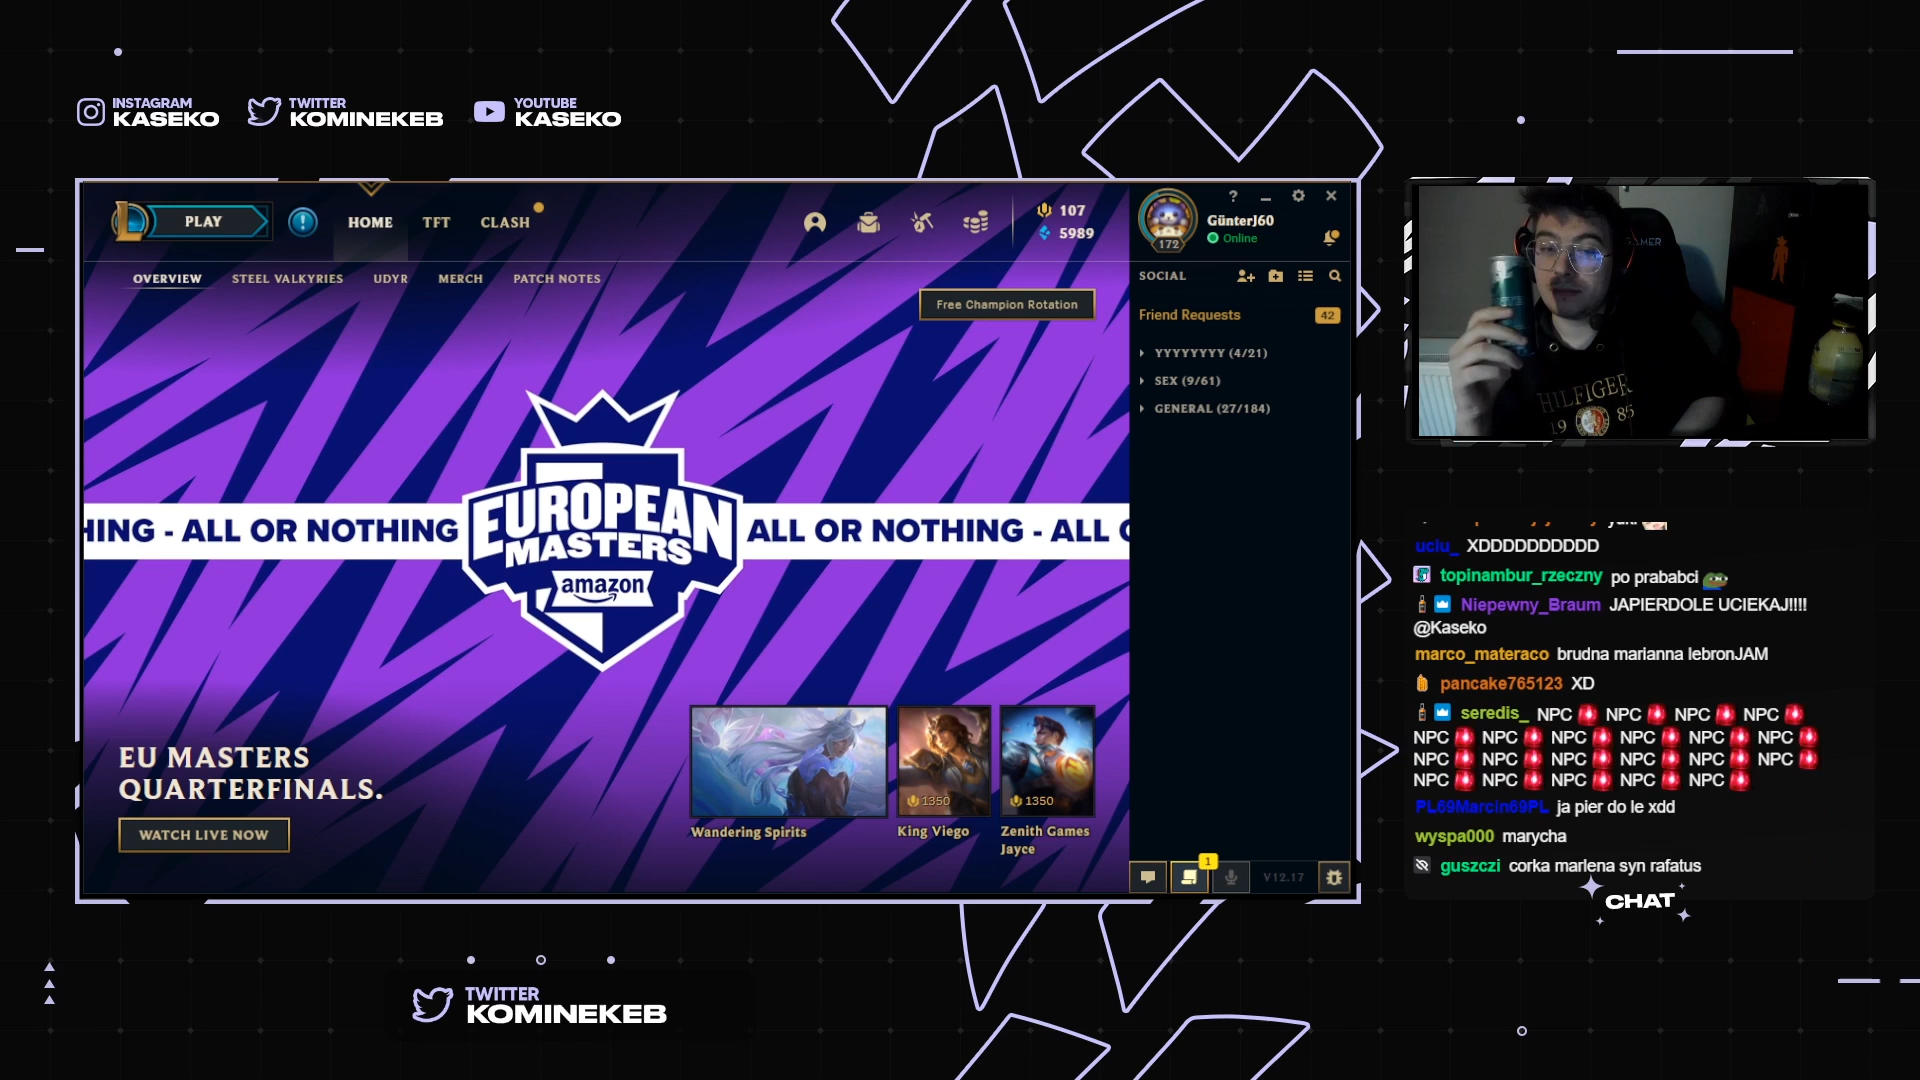 INSTAGRAM
KASEKO
TWITTER
KOMINEKEB
YOUTUBE
KASEKO
PLAY
HOME
TFT
CLASH
107
5989
GünterJ60
Online
172
OVERVIEW
STEEL VALKYRIES
UDYR
MERCH
PATCH NOTES
Free Champion Rotation
SOCIAL
Friend Requests
42
YYYYYYYY (4/21)
SEX (9/61)
GENERAL (27/184)
HING - ALL OR NOTHING
EUROPEAN
MASTERS
amazon
ALL OR NOTHING - ALL
EU MASTERS
QUARTERFINALS.
WATCH LIVE NOW
Wandering Spirits
1350
King Viego
1350
Zenith Games
Jayce
1
V12.17
HILFIGER
19 85
uciu_ XDDDDDDDDDD
topinambur_rzeczny po prababci
Niepewny_Braum JAPIERDOLE UCIEKAJ!!!!
@Kaseko
marco_materaco brudna marianna lebronJAM
pancake765123 XD
seredis_ NPC NPC NPC NPC
NPC NPC NPC NPC NPC NPC
NPC NPC NPC NPC NPC NPC
NPC NPC NPC NPC NPC
PL69Marcin69PL ja pier do le xdd
wyspa000 marycha
guszczi corka marlena syn rafatus
CHAT
TWITTER
KOMINEKEB